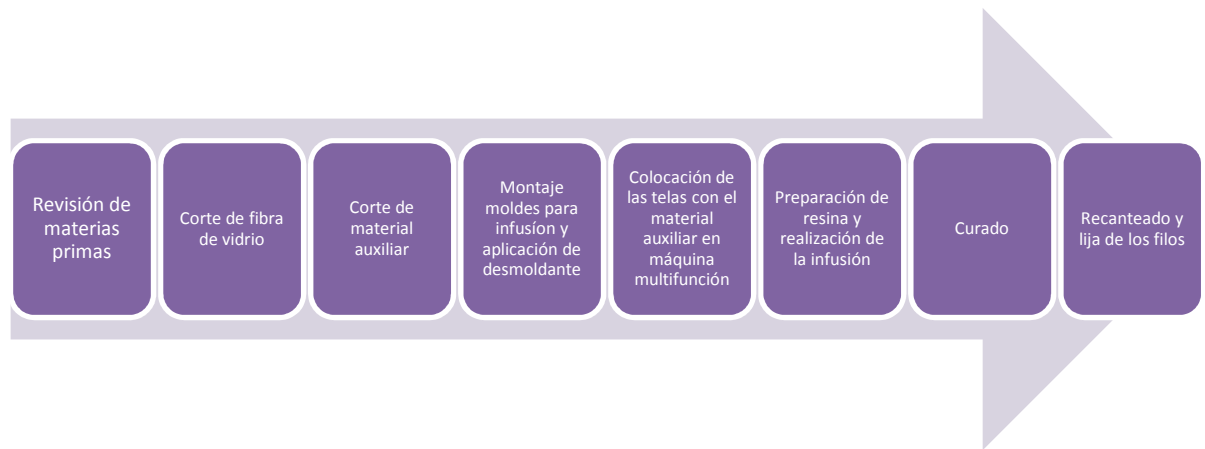 Revisión de
materias
primas
Corte de fibra
de vidrio
Corte de
material
auxiliar
Montaje
moldes para
infusíon y
aplicación de
desmoldante
Colocación de
las telas con el
material
auxiliar en
máquina
multifunción
Preparación de
resina y
realización de
la infusión
Curado
Recanteado y
lija de los filos